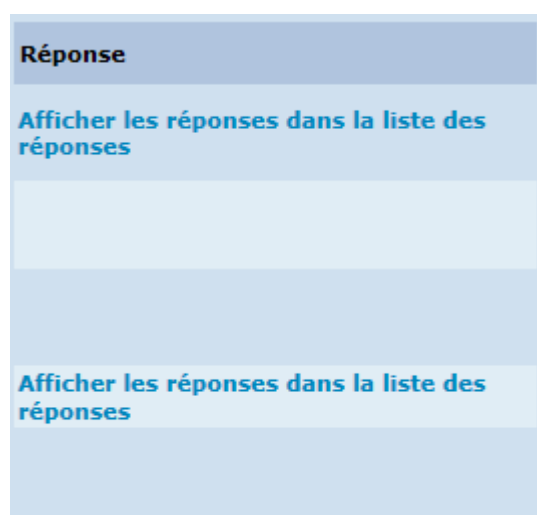 Réponse
Afficher les réponses dans la liste des
réponses
Afficher les réponses dans la liste des
réponses